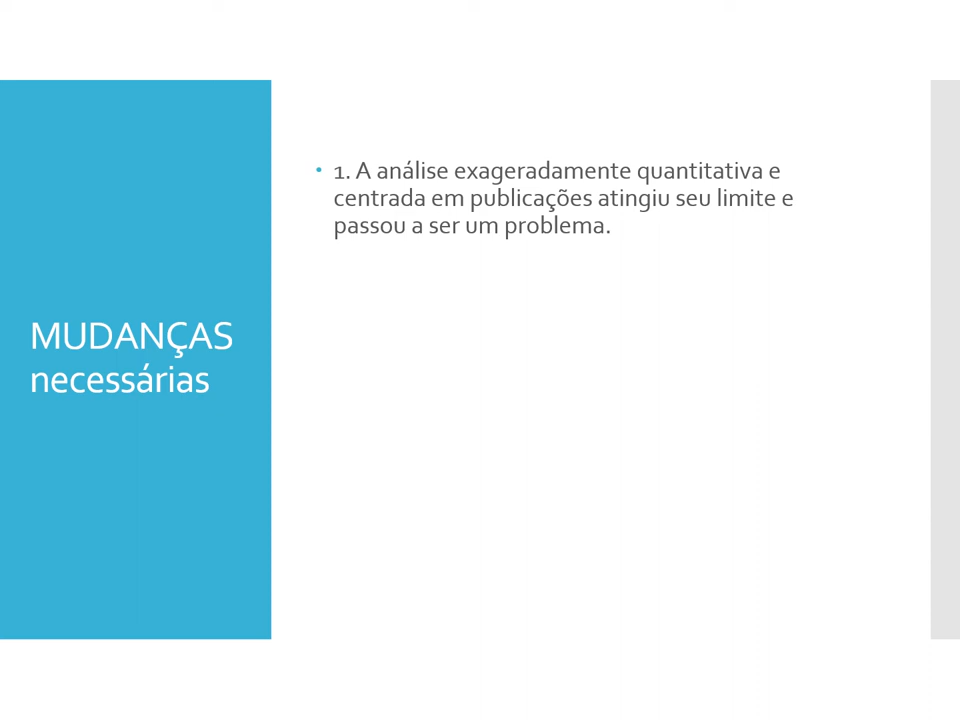 MUDANÇAS
necessárias
• 1. A análise exageradamente quantitativa e
centrada em publicações atingiu seu limite e
passou a ser um problema.